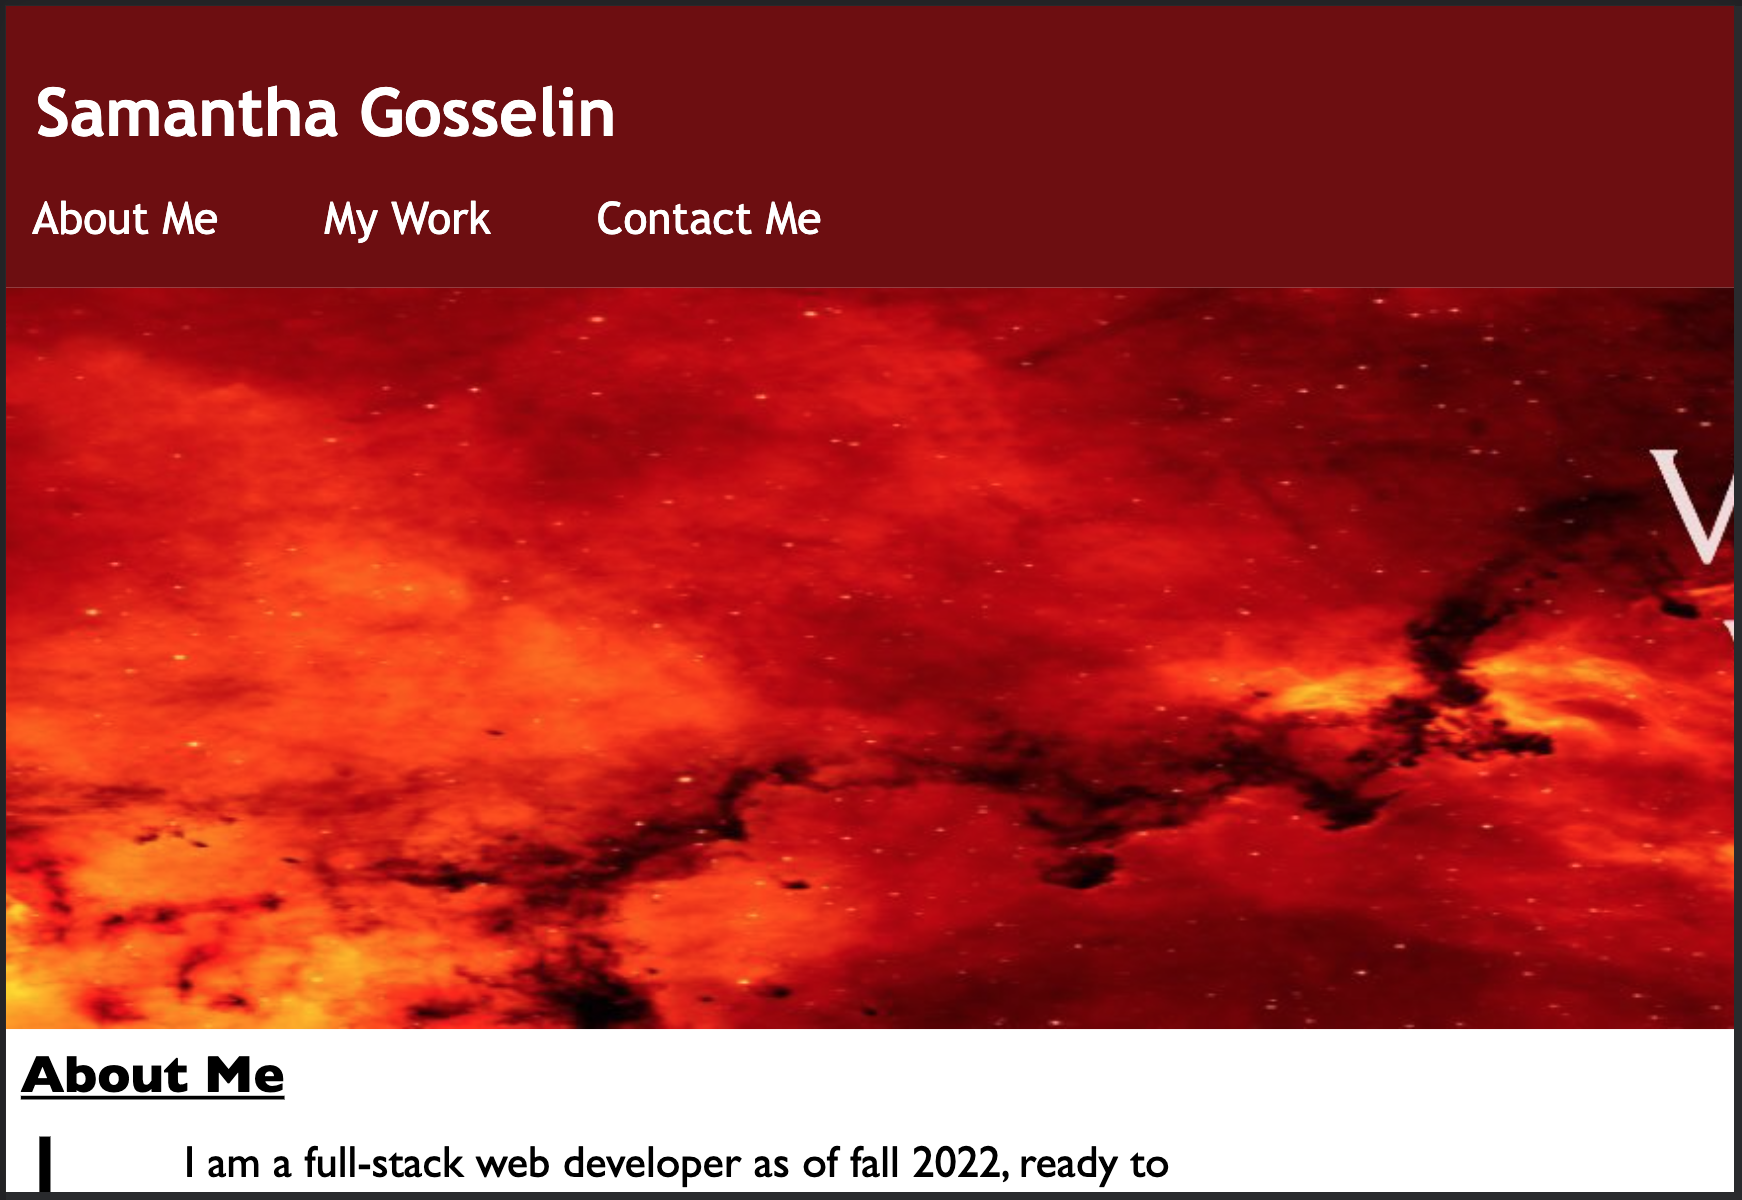 Samantha Gosselin
About Me My Work Contact Me
About Me
I am a full-stack web developer as of fall 2022, ready to